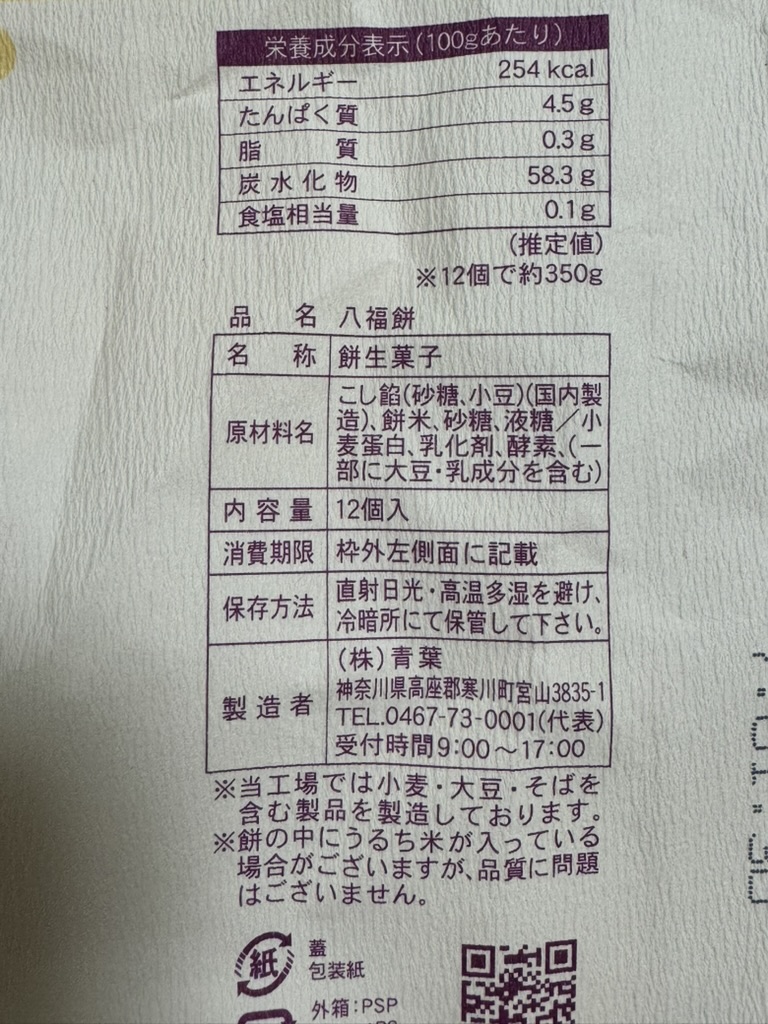 栄養成分表示(100gあたり)
エネルギー 254 kcal
たんぱく質 4.5 g
脂 質 0.3 g
炭水化物 58.3 g
食塩相当量 0.1 g
(推定値)
※12個で約350g
品 名 八福餅
名 称 餅生菓子
原材料名
こし餡(砂糖、小豆)(国内製
造)、餅米、砂糖、液糖／小
麦蛋白、乳化剤、酵素、(一
部に大豆・乳成分を含む)
内容量 12個入
消費期限 枠外左側面に記載
保存方法
直射日光・高温多湿を避け、
冷暗所にて保管して下さい。
製造者
(株)青葉
神奈川県高座郡寒川町宮山3835-1
TEL.0467-73-0001(代表)
受付時間9:00～17:00
※当工場では小麦・大豆・そばを
含む製品を製造しております。
※餅の中にうるち米が入っている
場合がございますが、品質に問題
はございません。
紙
蓋
包装紙
外箱:PSP